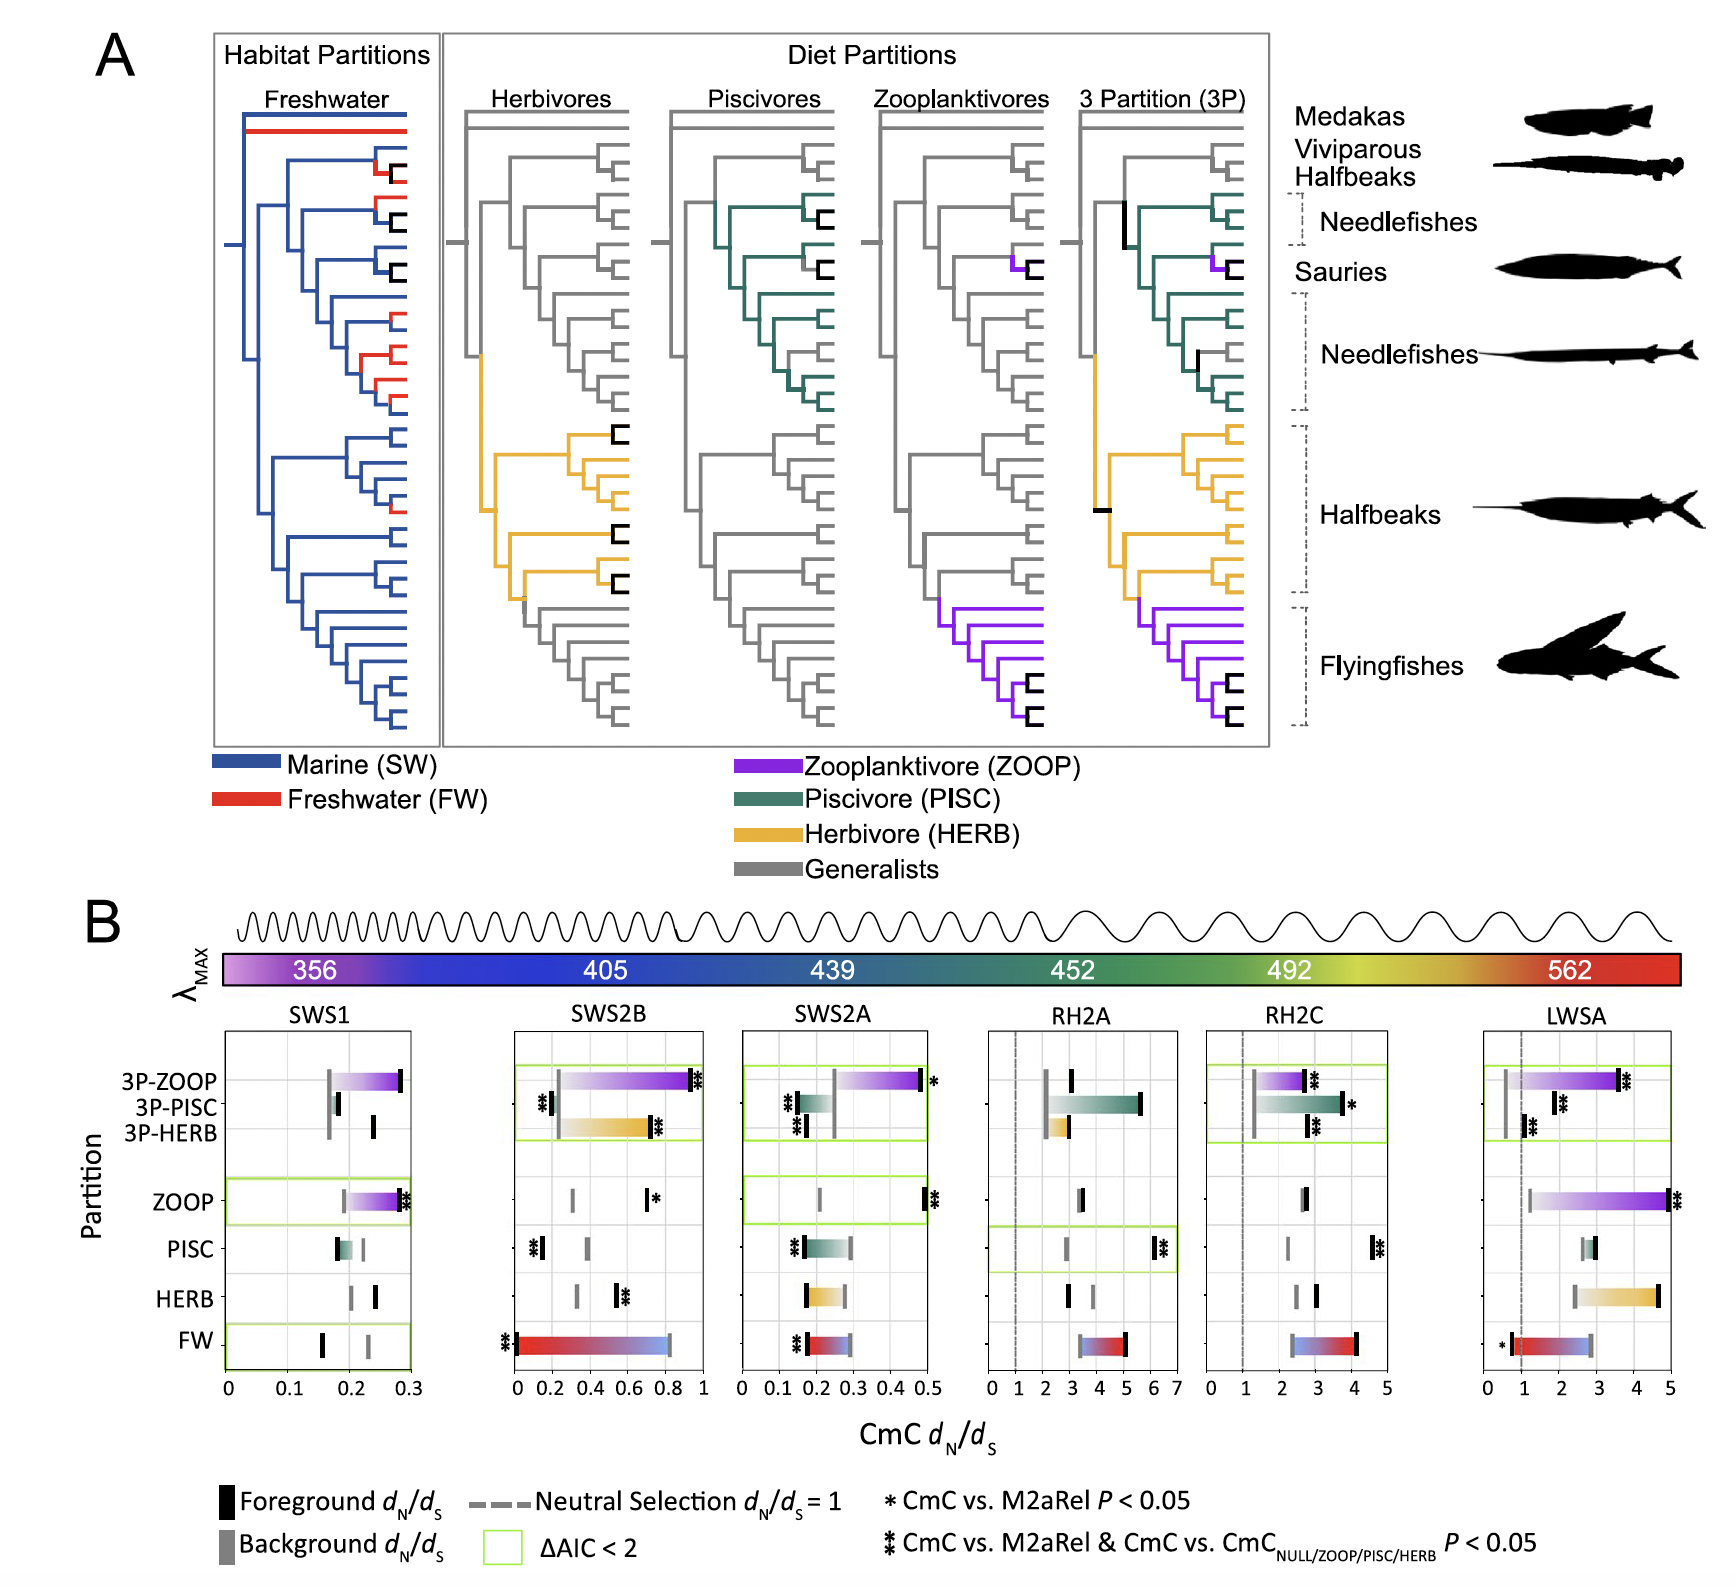 A
Habitat Partitions
Diet Partitions
Freshwater
Herbivores
Piscivores
Zooplanktivores
3 Partition (3P)
Medakas
Viviparous
Halfbeaks
Needlefishes
Sauries
Needlefishes
Halfbeaks
Flyingfishes
Marine (SW)
Freshwater (FW)
Zooplanktivore (ZOOP)
Piscivore (PISC)
Herbivore (HERB)
Generalists
B
λMAX
356 405 439 452 492 562
SWS1 SWS2B SWS2A RH2A RH2C LWSA
Partition
3P-ZOOP
3P-PISC
3P-HERB
ZOOP
PISC
HERB
FW
0 0.1 0.2 0.3
0 0.2 0.4 0.6 0.8 1
0 0.1 0.2 0.3 0.4 0.5
0 1 2 3 4 5 6 7
0 1 2 3 4 5
0 1 2 3 4 5
CmC dN/dS
Foreground dN/dS
Neutral Selection dN/dS = 1
* CmC vs. M2aRel P < 0.05
Background dN/dS
ΔAIC < 2
** CmC vs. M2aRel & CmC vs. CmCNULL/ZOOP/PISC/HERB P < 0.05